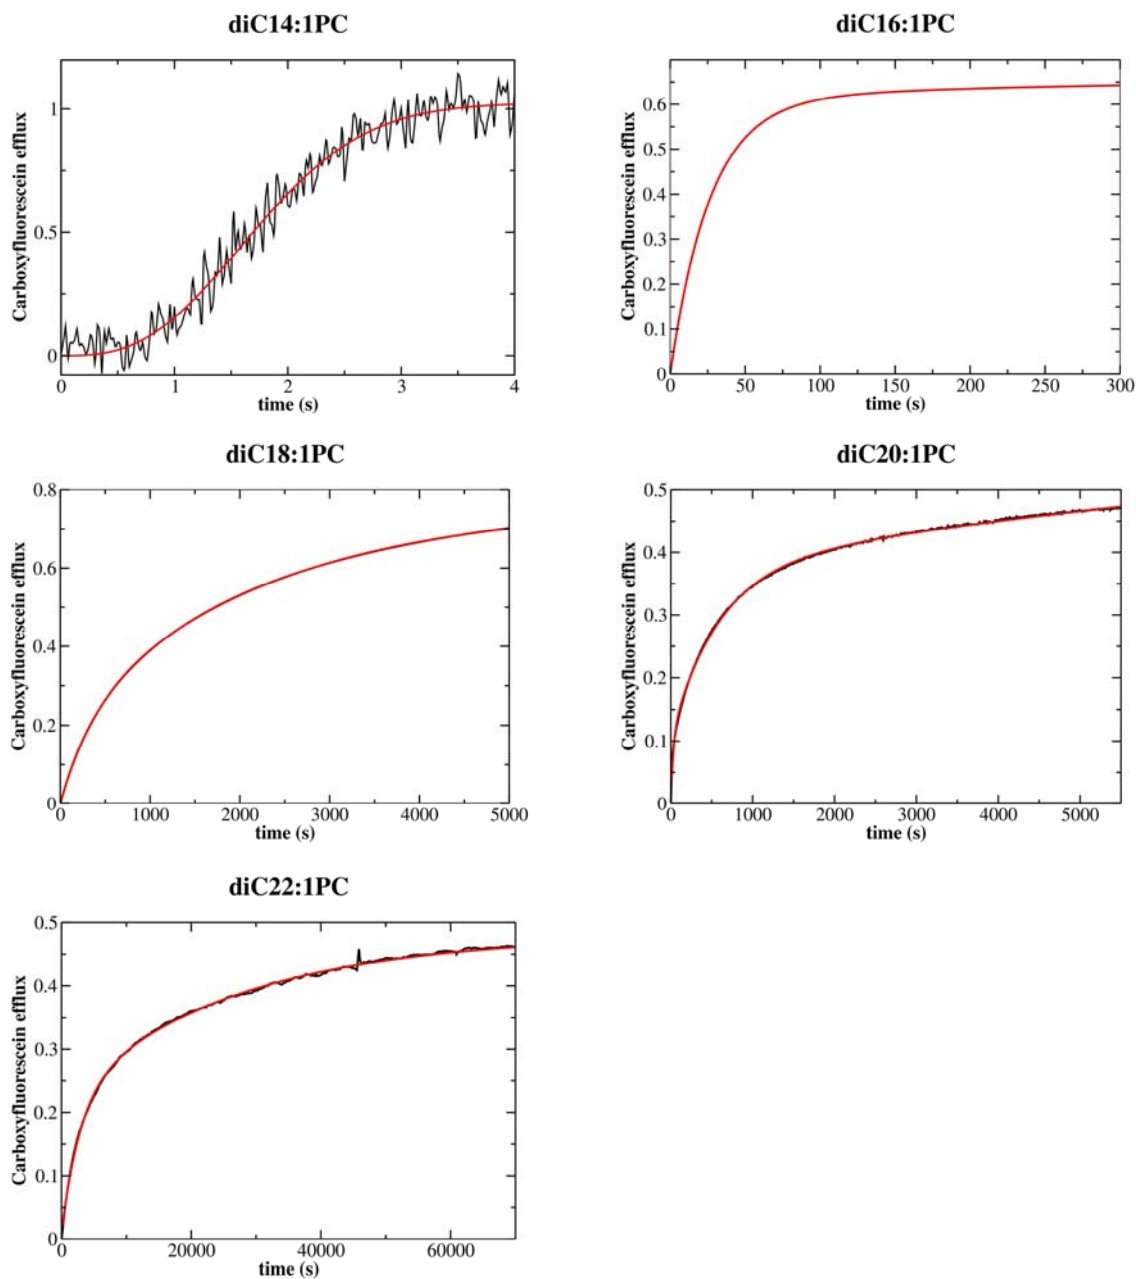 diC14:1PC
Carboxyfluorescein efflux
1
0.5
0
0 1 2 3 4
time (s)
diC16:1PC
Carboxyfluorescein efflux
0.6
0.5
0.4
0.3
0.2
0.1
0
0 50 100 150 200 250 300
time (s)
diC18:1PC
Carboxyfluorescein efflux
0.8
0.6
0.4
0.2
0
0 1000 2000 3000 4000 5000
time (s)
diC20:1PC
Carboxyfluorescein efflux
0.5
0.4
0.3
0.2
0.1
0
0 1000 2000 3000 4000 5000
time (s)
diC22:1PC
Carboxyfluorescein efflux
0.5
0.4
0.3
0.2
0.1
0
0 20000 40000 60000
time (s)